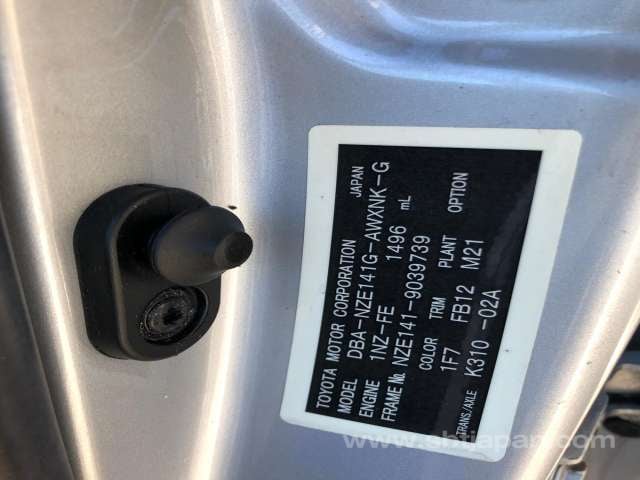 TOYOTA MOTOR CORPORATION JAPAN
MODEL DBA-NZE141G-AWXNK-G
ENGINE 1NZ-FE 1496 mL
FRAME No. NZE141-9039739
COLOR TRIM PLANT OPTION
1F7 FB12 M21
TRANS./AXLE K310 -02A
www.sbtjapan.com